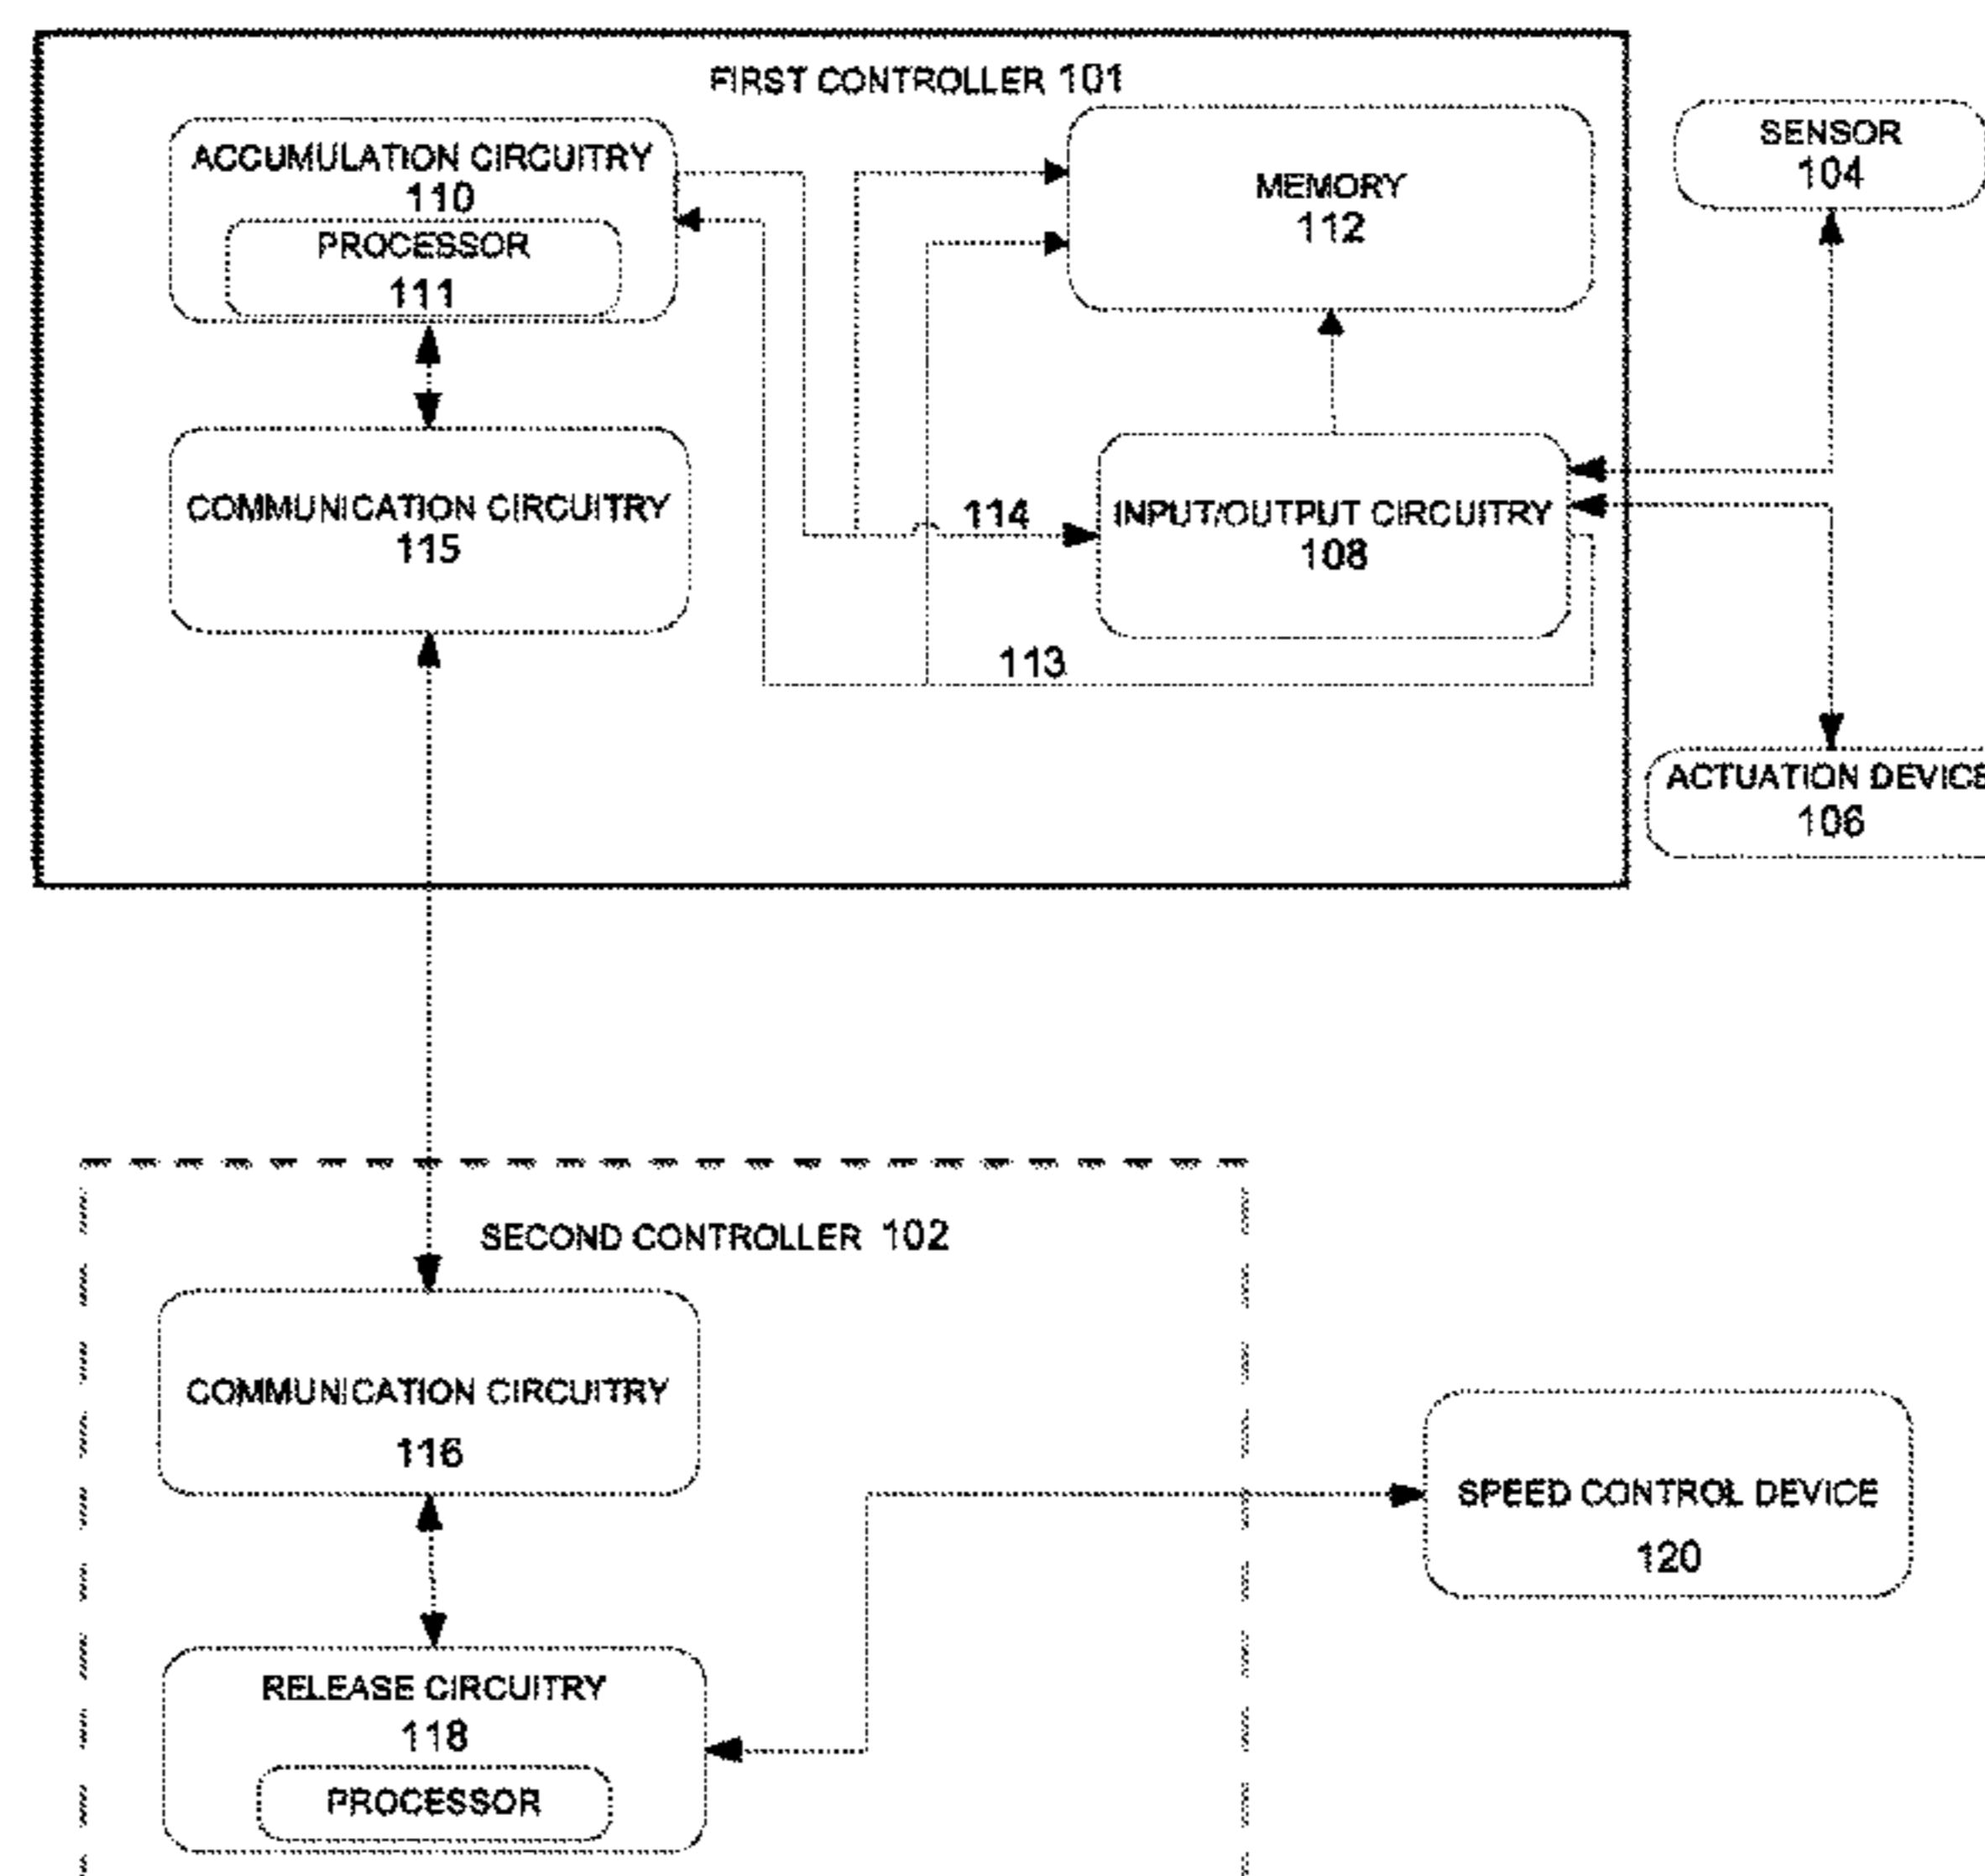 FIRST CONTROLLER 101
ACCUMULATION CIRCUITRY
110
PROCESSOR
111
MEMORY
112
SENSOR
104
COMMUNICATION CIRCUITRY
115
114
INPUT/OUTPUT CIRCUITRY
108
113
ACTUATION DEVICE
106
SECOND CONTROLLER 102
COMMUNICATION CIRCUITRY
116
SPEED CONTROL DEVICE
120
RELEASE CIRCUITRY
118
PROCESSOR